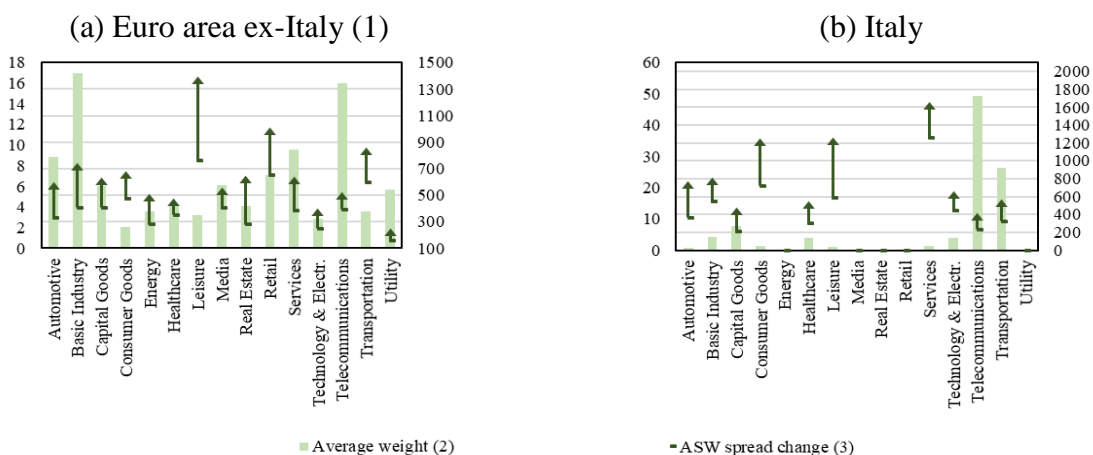 (a) Euro area ex-Italy (1)
18
16
14
12
10
8
6
4
2
0
1500
1300
1100
900
700
500
300
100
Automotive
Basic Industry
Capital Goods
Consumer Goods
Energy
Healthcare
Leisure
Media
Real Estate
Retail
Services
Technology & Electr.
Telecommunications
Transportation
Utility
(b) Italy
60
50
40
30
20
10
0
2000
1800
1600
1400
1200
1000
800
600
400
200
0
Automotive
Basic Industry
Capital Goods
Consumer Goods
Energy
Healthcare
Leisure
Media
Real Estate
Retail
Services
Technology & Electr.
Telecommunications
Transportation
Utility
Average weight (2)
ASW spread change (3)